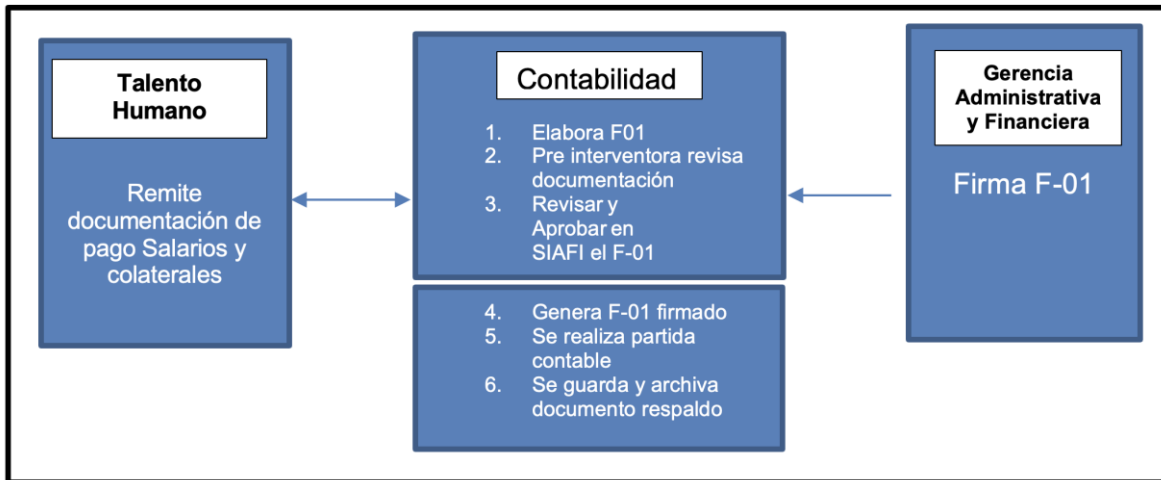 Talento
Humano
Remite
documentación de
pago Salarios y
colaterales
Contabilidad
1. Elabora F01
2. Pre interventora revisa
documentación
3. Revisar y
Aprobar en
SIAFI el F-01
4. Genera F-01 firmado
5. Se realiza partida
contable
6. Se guarda y archiva
documento respaldo
Gerencia
Administrativa
y Financiera
Firma F-01